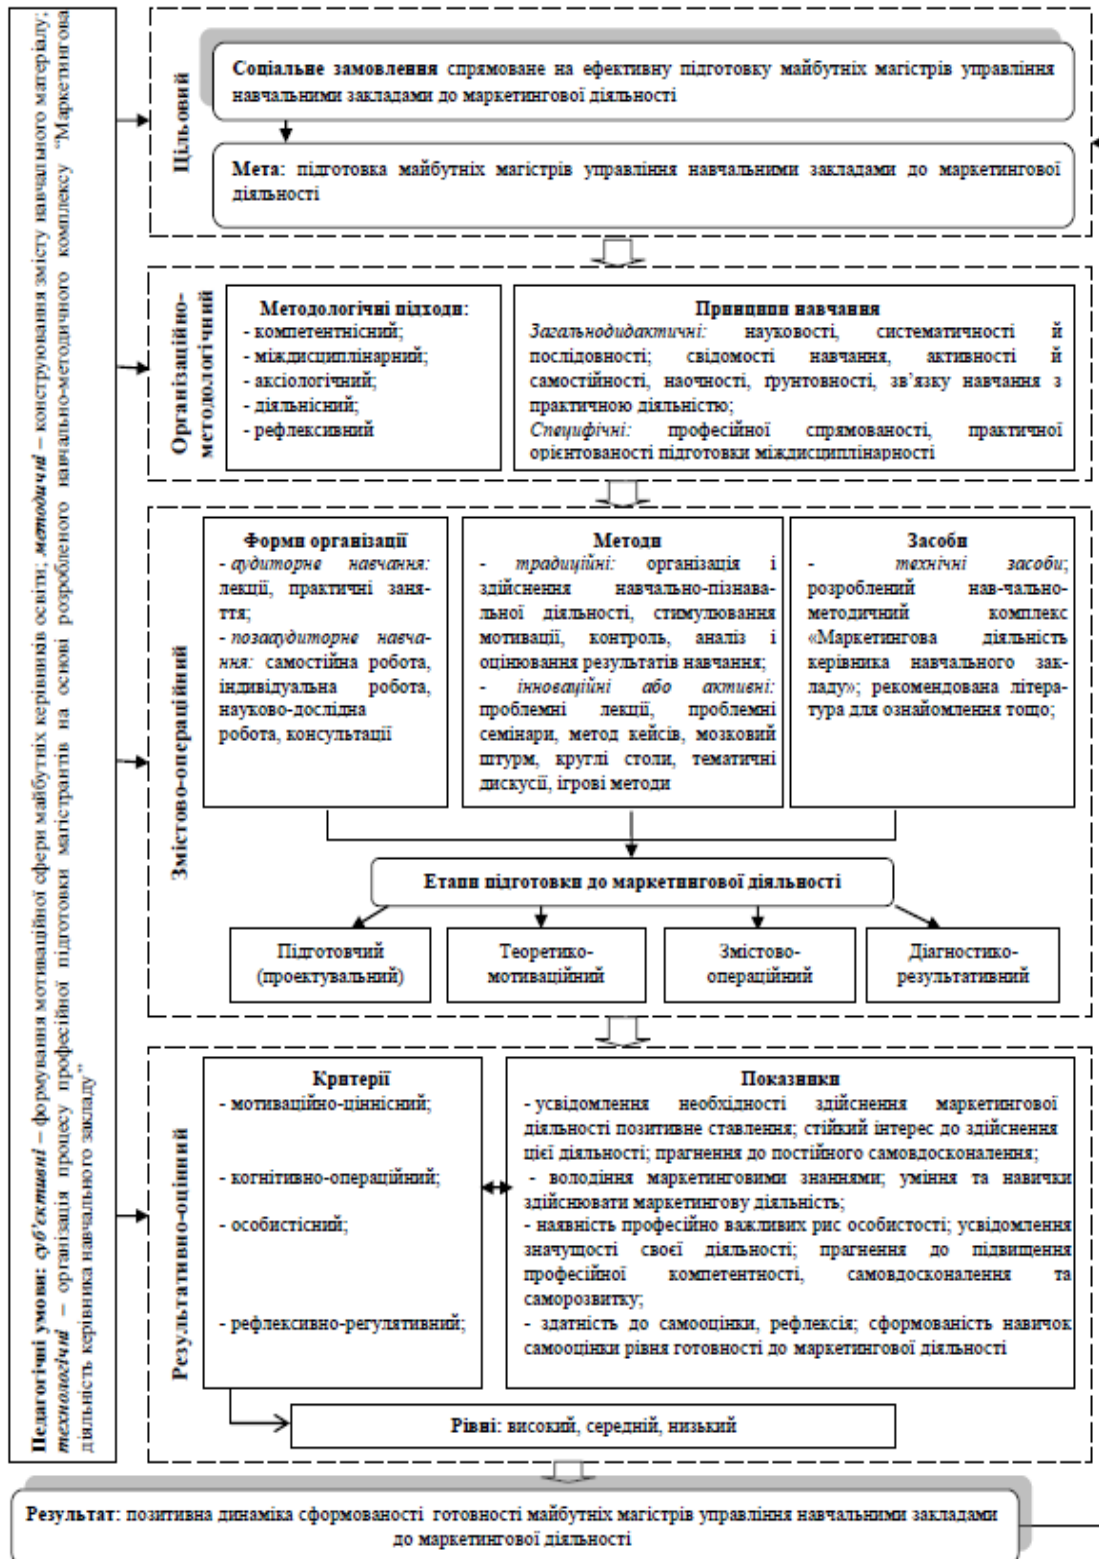 Педагогічні умови: суб’єктивні – формування мотиваційної сфери майбутніх керівників освіти; методичні – конструювання змісту навчального матеріалу;
технологічні – організація процесу професійної підготовки магістрантів на основі розробленого навчально-методичного комплексу “Маркетингова
діяльність керівника навчального закладу”
Цільовий
Соціальне замовлення спрямоване на ефективну підготовку майбутніх магістрів управління
навчальними закладами до маркетингової діяльності
Мета: підготовка майбутніх магістрів управління навчальними закладами до маркетингової
діяльності
Організаційно-
методологічний
Методологічні підходи:
- компетентнісний;
- міждисциплінарний;
- аксіологічний;
- діяльнісний;
- рефлексивний
Принципи навчання
Загальнодидактичні: науковості, систематичності й
послідовності; свідомості навчання, активності й
самостійності, наочності, ґрунтовності, зв’язку навчання з
практичною діяльністю;
Специфічні: професійної спрямованості, практичної
орієнтованості підготовки міждисциплінарності
Змістово-операційний
Форми організації
- аудиторне навчання:
лекції, практичні заня-
ття;
- позааудиторне навча-
ння: самостійна робота,
індивідуальна робота,
науково-дослідна
робота, консультації
Методи
- традиційні: організація і
здійснення навчально-пізнава-
льної діяльності, стимулювання
мотивації, контроль, аналіз і
оцінювання результатів навчання;
- інноваційні або активні:
проблемні лекції, проблемні
семінари, метод кейсів, мозковий
штурм, круглі столи, тематичні
дискусії, ігрові методи
Засоби
- технічні засоби;
розроблений нав-чально-
методичний комплекс
«Маркетингова діяльність
керівника навчального зак-
ладу»; рекомендована літера-
тура для ознайомлення тощо;
Етапи підготовки до маркетингової діяльності
Підготовчий
(проектувальний)
Теоретико-
мотиваційний
Змістово-
операційний
Діагностико-
результативний
Результативно-оцінний
Критерії
- мотиваційно-ціннісний;
- когнітивно-операційний;
- особистісний;
- рефлексивно-регулятивний;
Показники
- усвідомлення необхідності здійснення маркетингової
діяльності позитивне ставлення; стійкий інтерес до здійснення
цієї діяльності; прагнення до постійного самовдосконалення;
- володіння маркетинговими знаннями; уміння та навички
здійснювати маркетингову діяльність;
- наявність професійно важливих рис особистості; усвідомлення
значущості своєї діяльності; прагнення до підвищення
професійної компетентності, самовдосконалення та
саморозвитку;
- здатність до самооцінки, рефлексія; сформованість навичок
самооцінки рівня готовності до маркетингової діяльності
Рівні: високий, середній, низький
Результат: позитивна динаміка сформованості готовності майбутніх магістрів управління навчальними закладами
до маркетингової діяльності